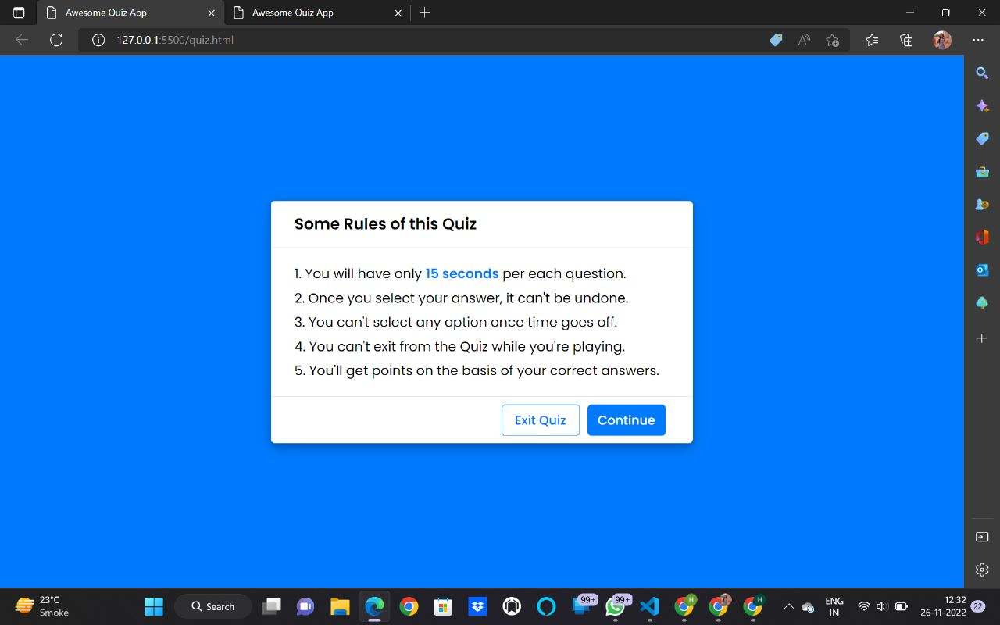 Awesome Quiz App
Awesome Quiz App
127.0.0.1:5500/quiz.html
Some Rules of this Quiz
1. You will have only 15 seconds per each question.
2. Once you select your answer, it can't be undone.
3. You can't select any option once time goes off.
4. You can't exit from the Quiz while you're playing.
5. You'll get points on the basis of your correct answers.
Exit Quiz Continue
23°C
Smoke
Search
99+
99+
H
H
ENG
IN
12:32
26-11-2022
22